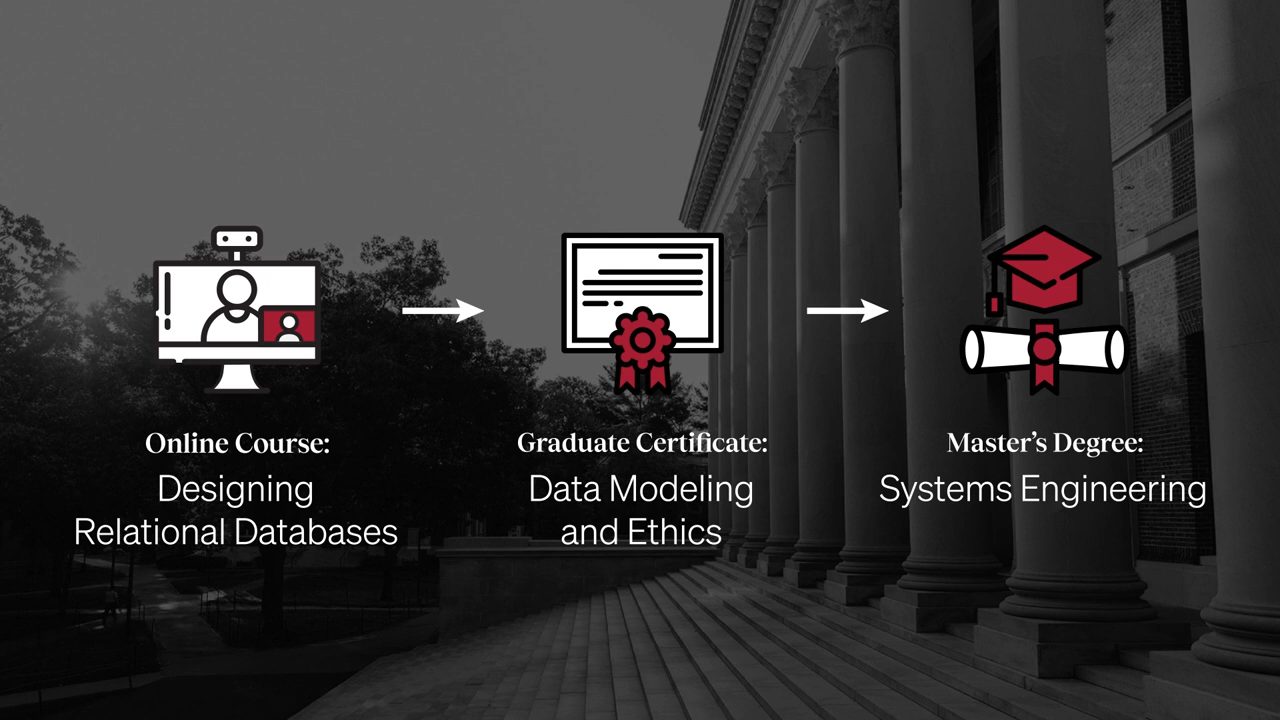 Online Course:
Designing
Relational Databases
Graduate Certificate:
Data Modeling
and Ethics
Master's Degree:
Systems Engineering